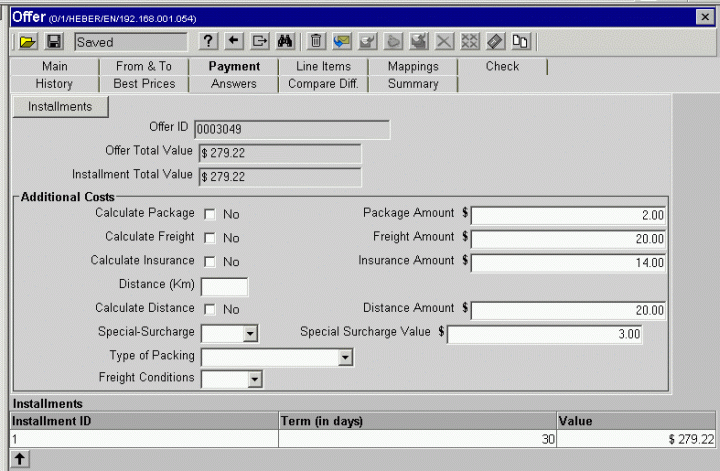 Offer (0/1/HEBER/EN/192.168.001.054)
Saved ?
Main From & To Payment Line Items Mappings Check
History Best Prices Answers Compare Diff. Summary
Installments
Offer ID 0003049
Offer Total Value $ 279.22
Installment Total Value $ 279.22
Additional Costs
Calculate Package No Package Amount $ 2.00
Calculate Freight No Freight Amount $ 20.00
Calculate Insurance No Insurance Amount $ 14.00
Distance (Km)
Calculate Distance No Distance Amount $ 20.00
Special-Surcharge Special Surcharge Value $ 3.00
Type of Packing
Freight Conditions
Installments
Installment ID Term (in days) Value
1 30 $ 279.22